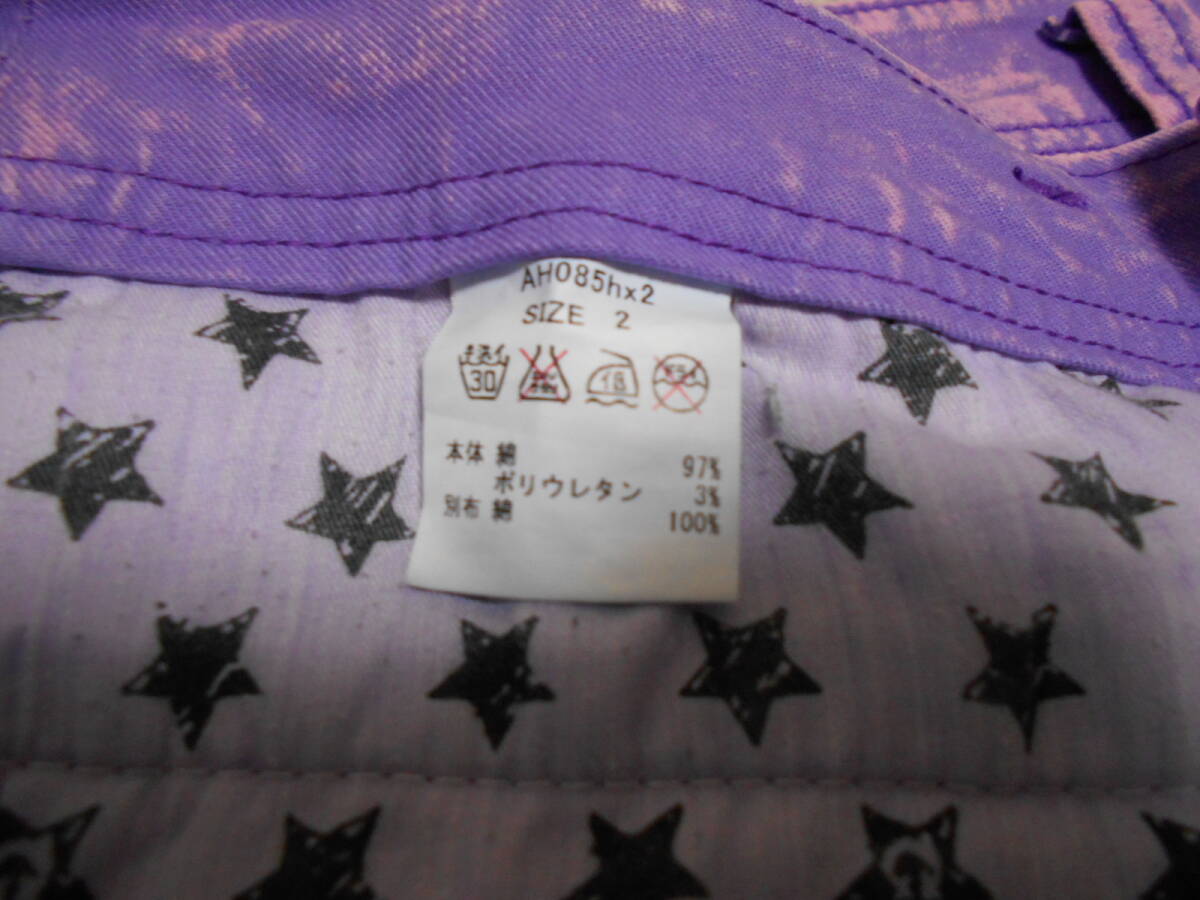 AH085hx2
SIZE 2
30
本体 綿 97%
ポリウレタン 3%
別布 綿 100%